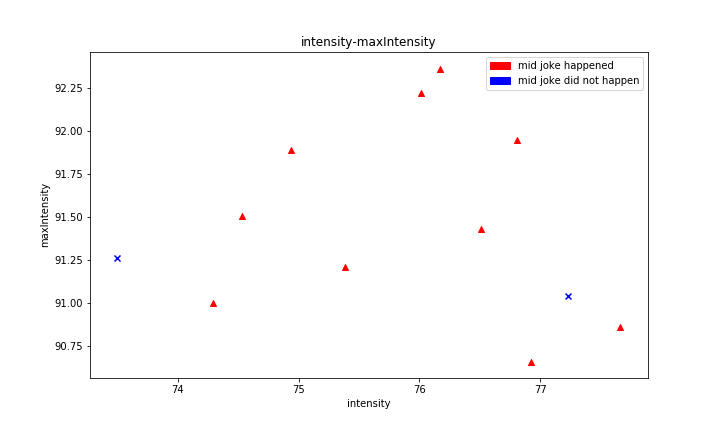 intensity-maxIntensity
mid joke happened
mid joke did not happen
92.25
92.00
91.75
91.50
91.25
91.00
90.75
maxIntensity
74 75 76 77
intensity